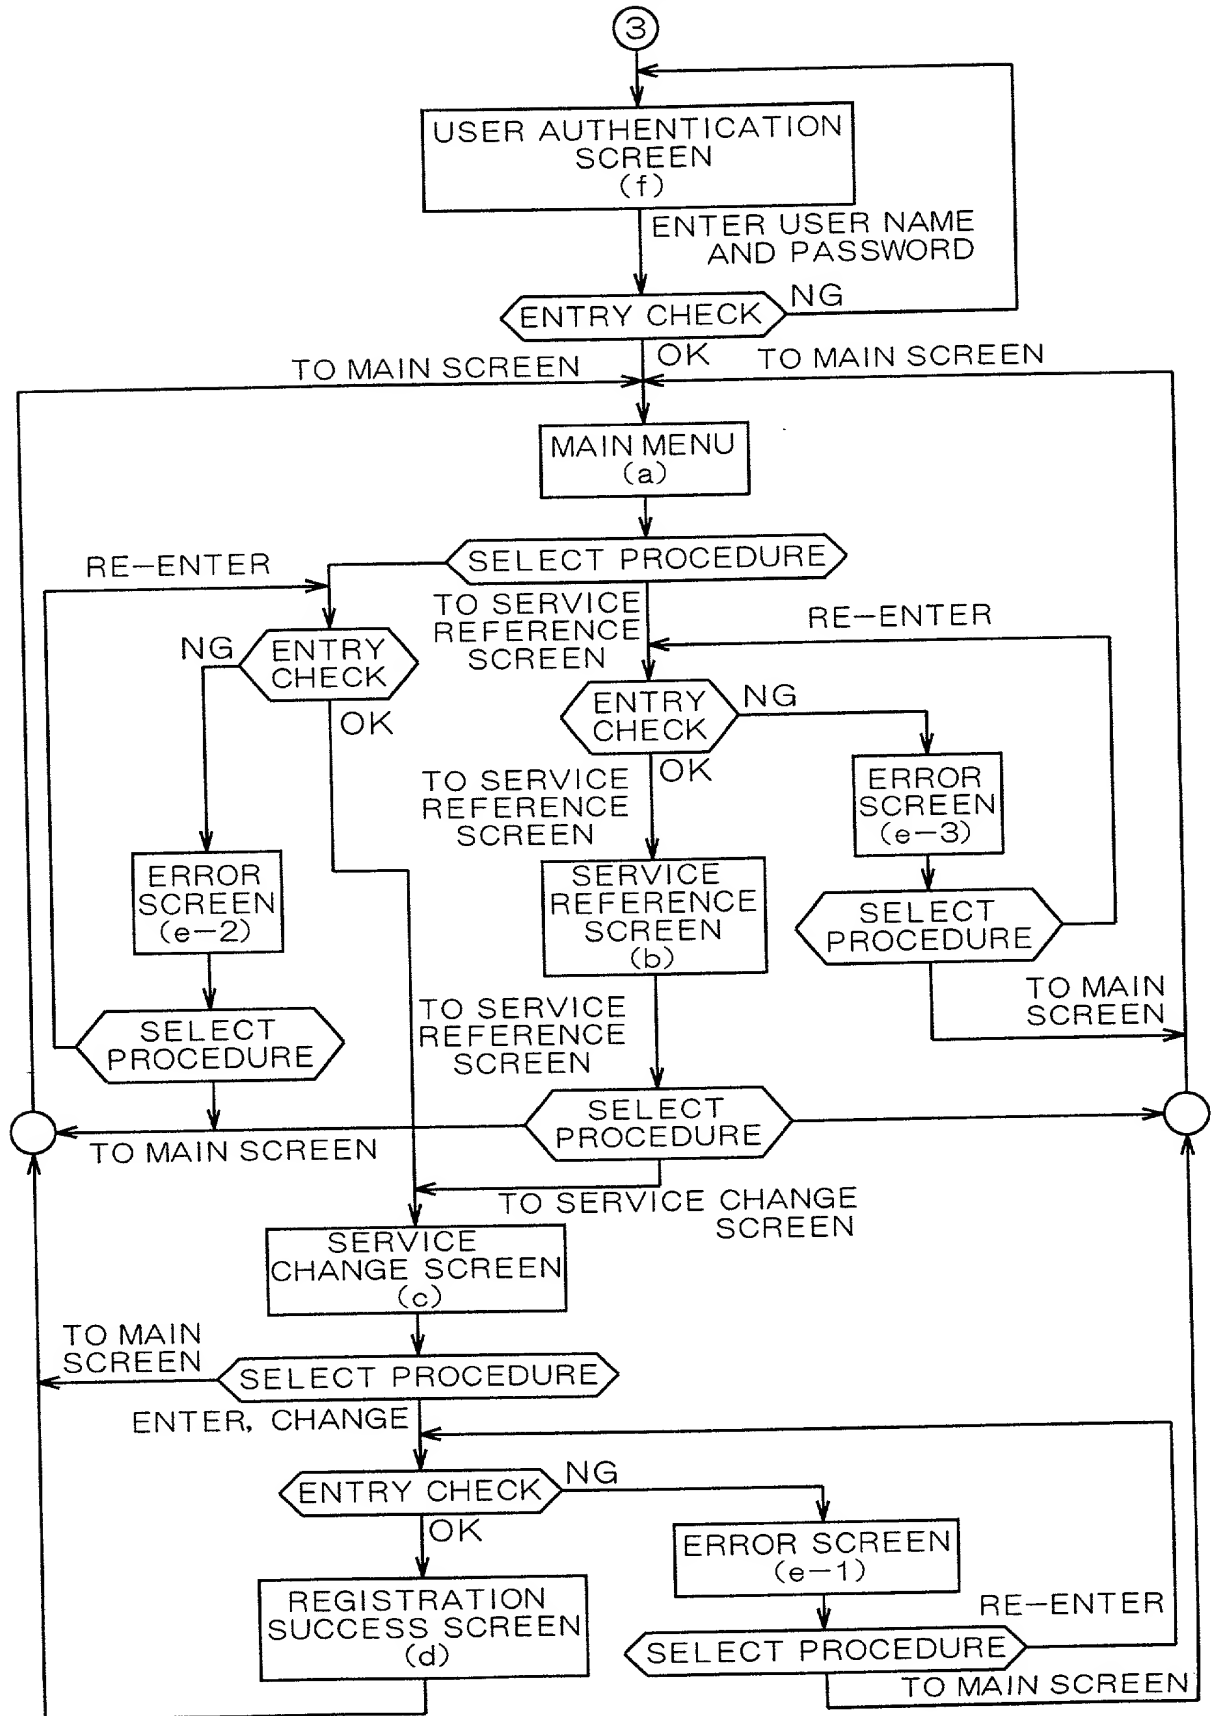 3
USER AUTHENTICATION
SCREEN
(f)
ENTER USER NAME
AND PASSWORD
ENTRY CHECK
NG
OK
TO MAIN SCREEN
TO MAIN SCREEN
MAIN MENU
(a)
SELECT PROCEDURE
RE-ENTER
TO SERVICE
REFERENCE
SCREEN
RE-ENTER
NG
ENTRY
CHECK
OK
ENTRY
CHECK
NG
OK
TO SERVICE
REFERENCE
SCREEN
ERROR
SCREEN
(e-3)
ERROR
SCREEN
(e-2)
SERVICE
REFERENCE
SCREEN
(b)
SELECT
PROCEDURE
TO MAIN
SCREEN
TO SERVICE
REFERENCE
SCREEN
SELECT
PROCEDURE
SELECT
PROCEDURE
TO MAIN SCREEN
TO SERVICE CHANGE
SCREEN
SERVICE
CHANGE SCREEN
(c)
TO MAIN
SCREEN
SELECT PROCEDURE
ENTER, CHANGE
ENTRY CHECK
NG
OK
ERROR SCREEN
(e-1)
REGISTRATION
SUCCESS SCREEN
(d)
RE-ENTER
SELECT PROCEDURE
TO MAIN SCREEN